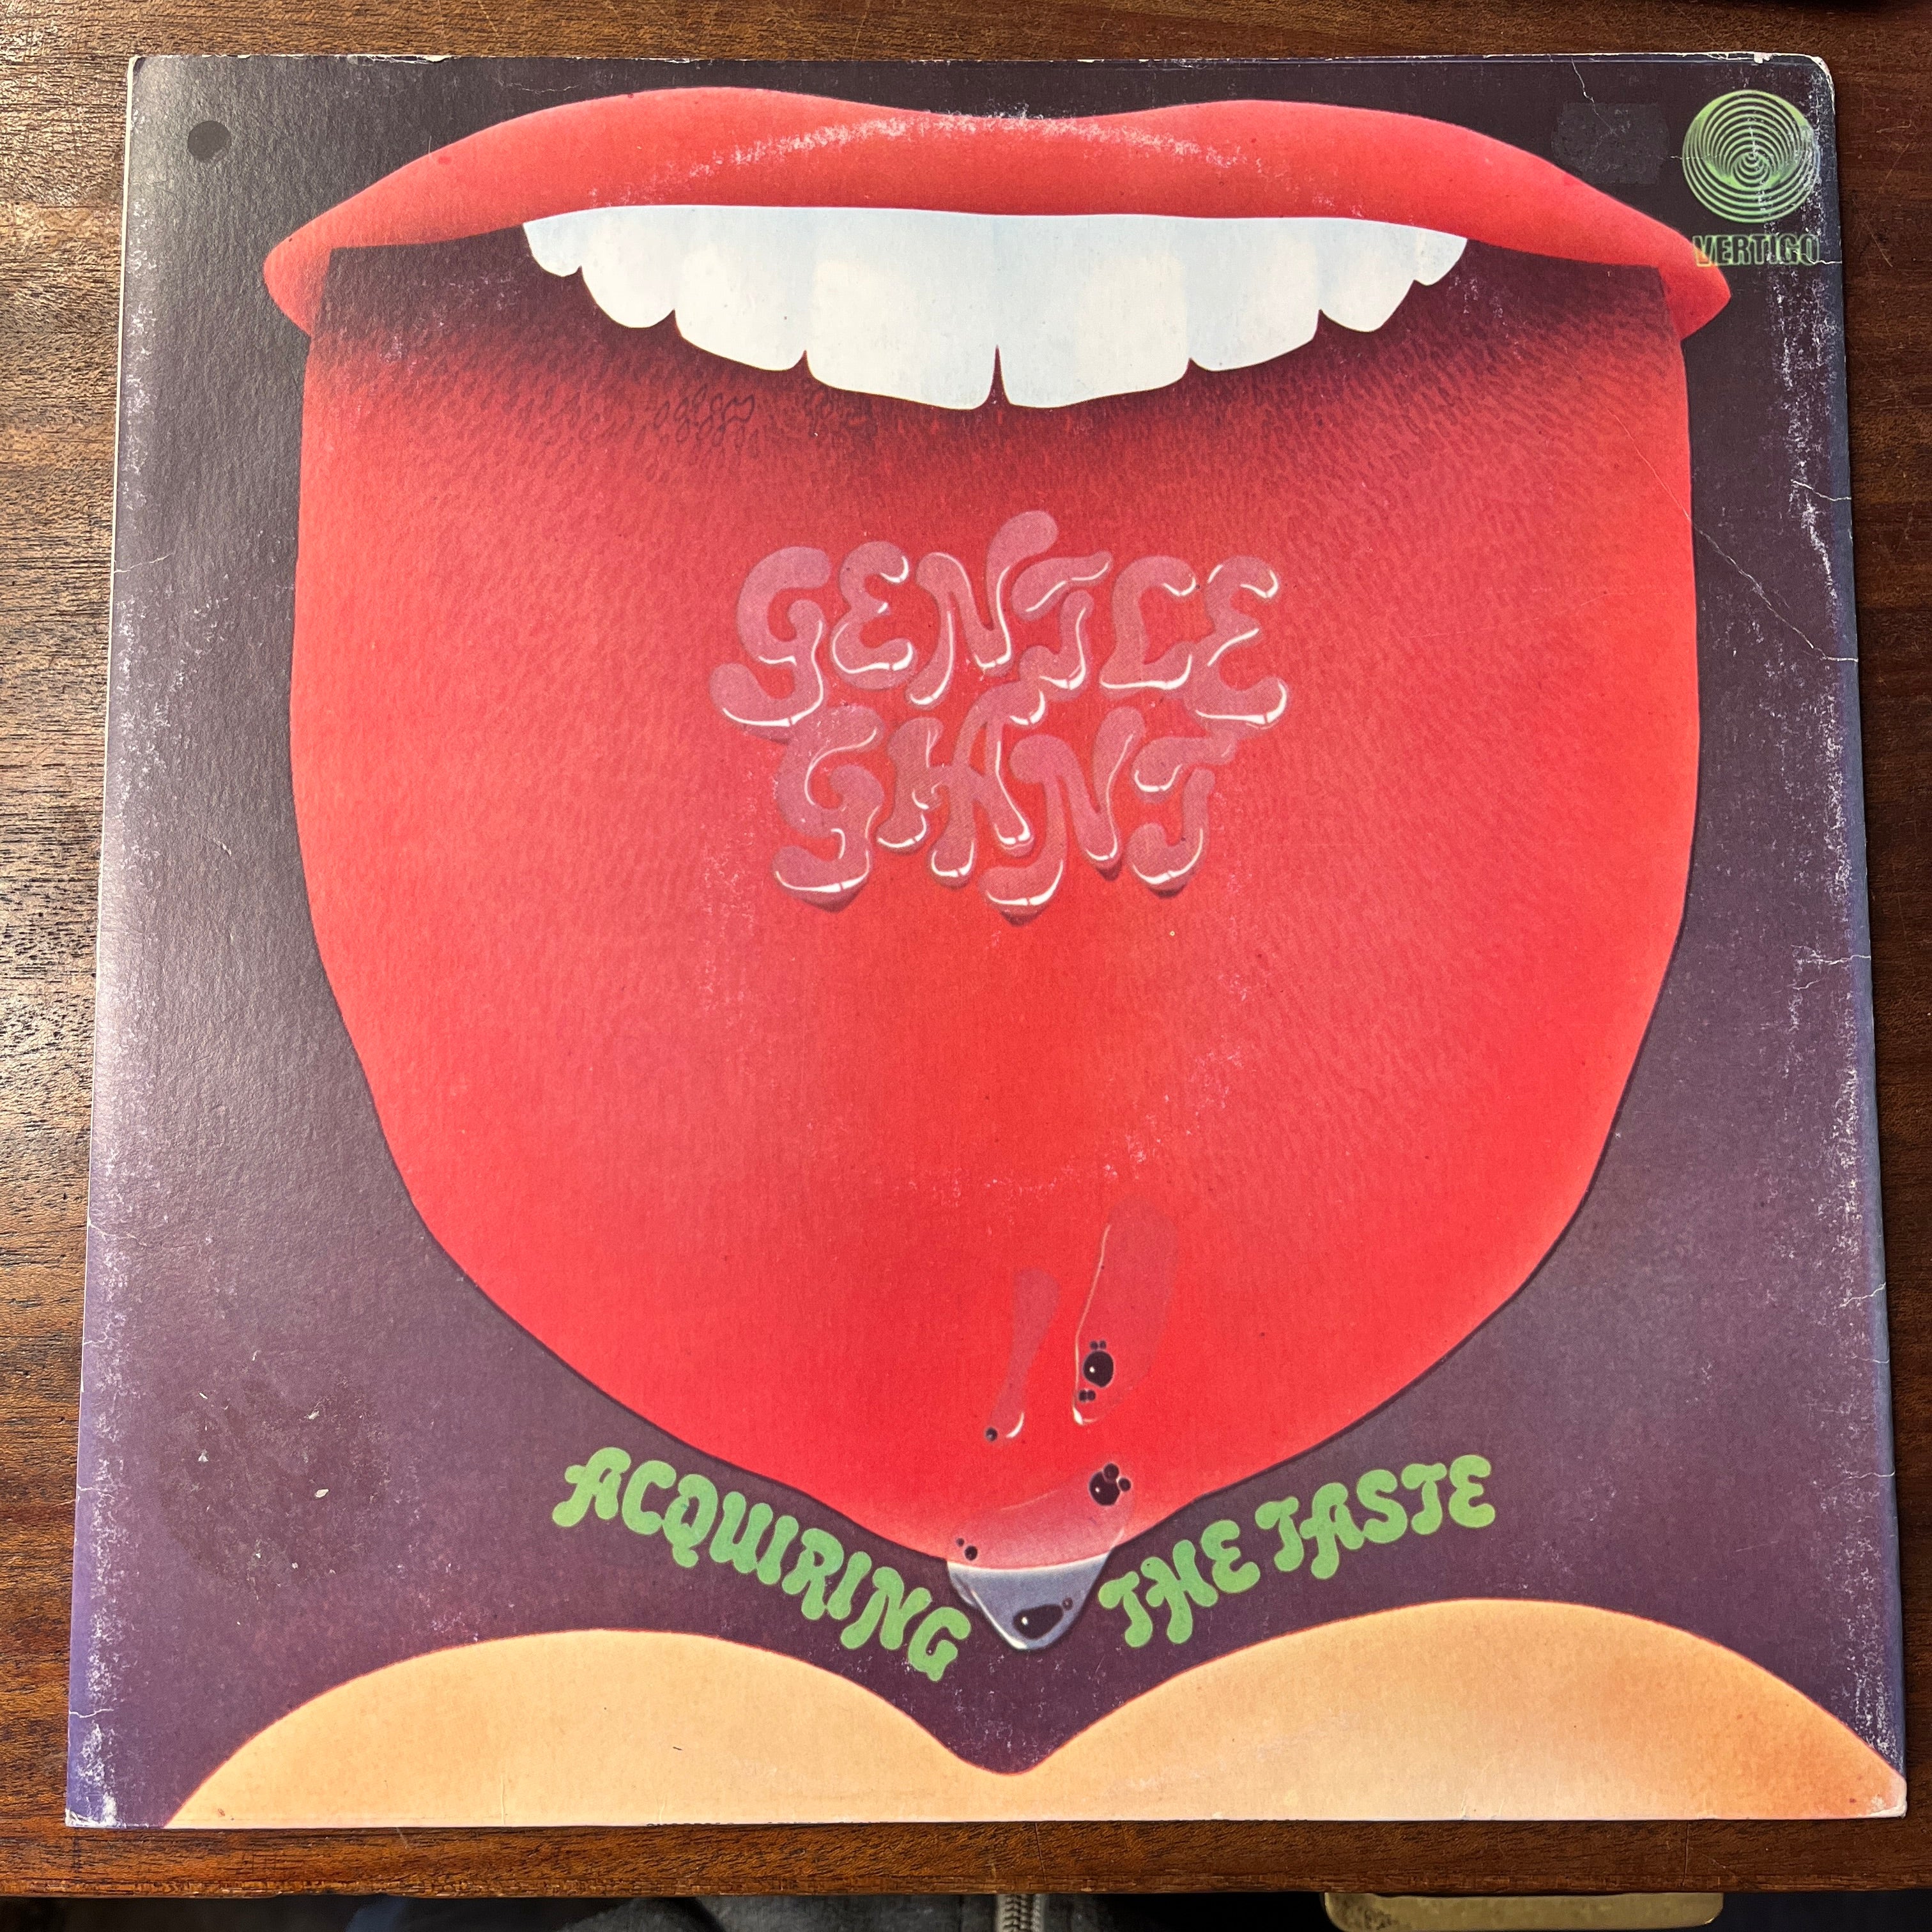 VERTIGO
GENTLE
GIANT
ACQUIRING THE TASTE